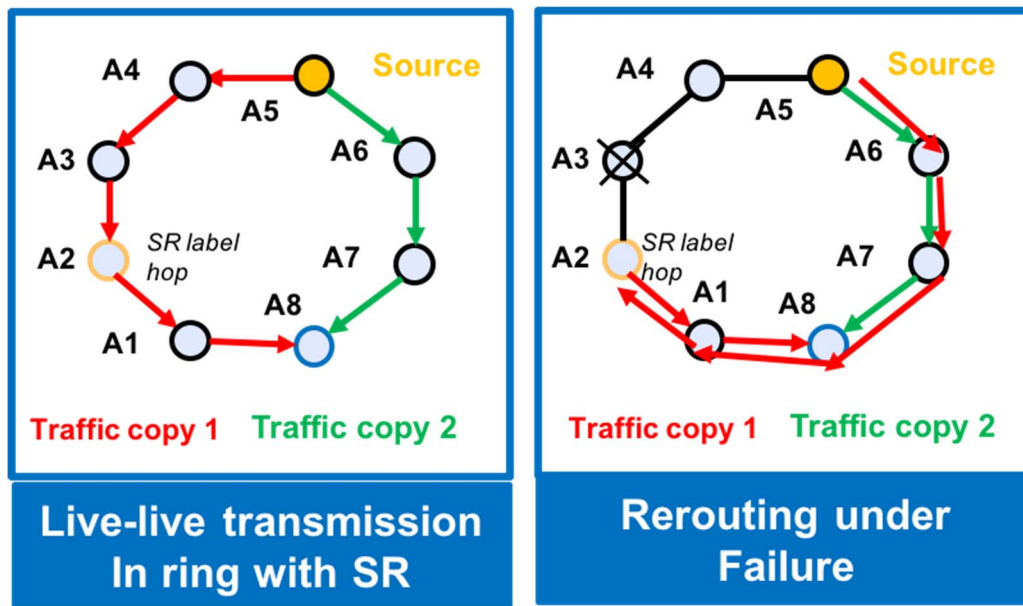 A4
Source
A5
A3
A6
A2
SR label
hop
A7
A8
A1
Traffic copy 1
Traffic copy 2
Live-live transmission
In ring with SR
A4
Source
A5
A3
A6
A2
SR label
hop
A7
A1
A8
Traffic copy 1
Traffic copy 2
Rerouting under
Failure